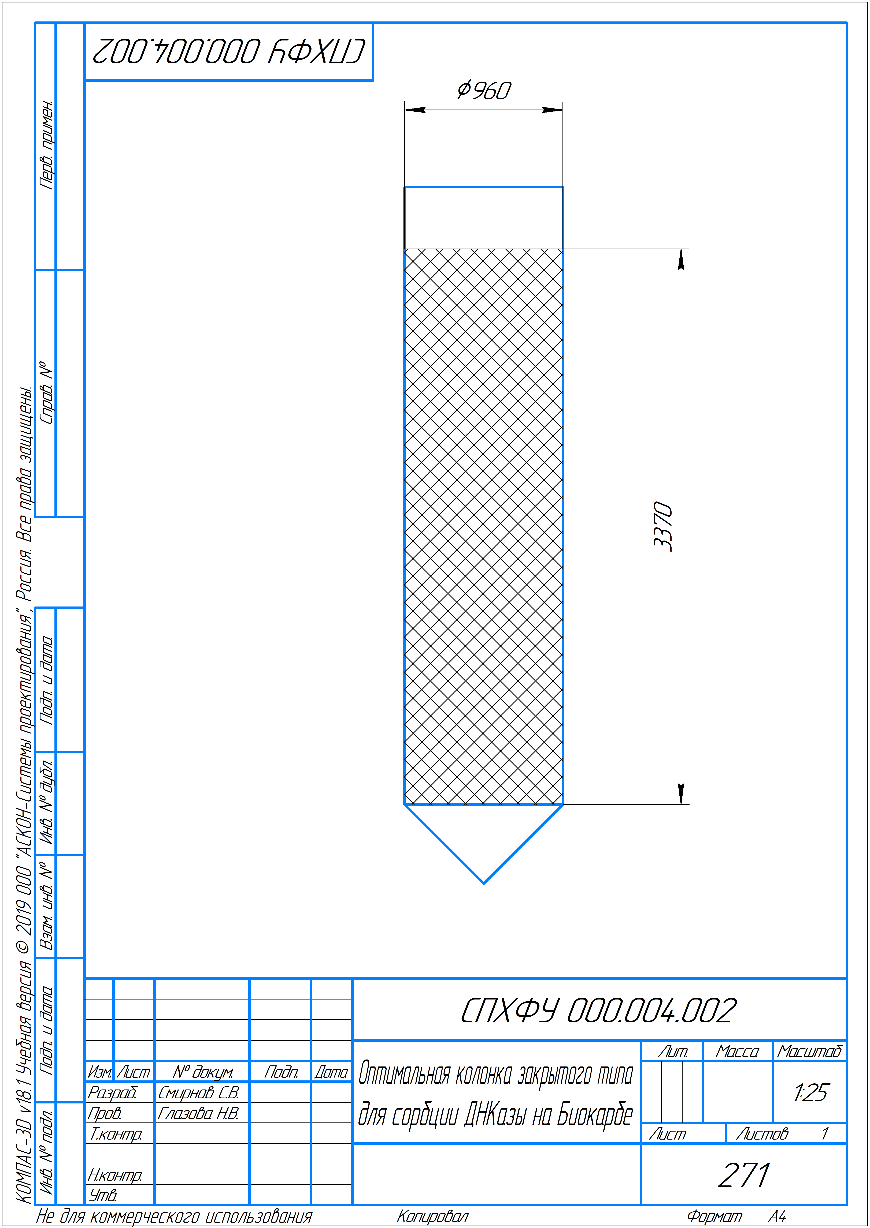 СПХФУ 000.004.002
Перв. примен.
Справ. №
Подп. и дата
Инв. № дубл.
Взам. инв. №
Подп. и дата
Инв. № подл.
КОМПАС-3D v18.1 Учебная версия © 2019 ООО "АСКОН-Системы проектирования", Россия. Все права защищены.
⌀960
3370
СПХФУ 000.004.002
Изм. Лист № докум. Подп. Дата
Разраб. Смирнов С.В.
Пров. Глазова Н.В.
Т.контр.
Н.контр.
Утв.
Оптимальная колонка закрытого типа
для сорбции ДНКазы на Биокарбе
Лит. Масса Масштаб
1:25
Лист Листов 1
271
Не для коммерческого использования Копировал Формат A4